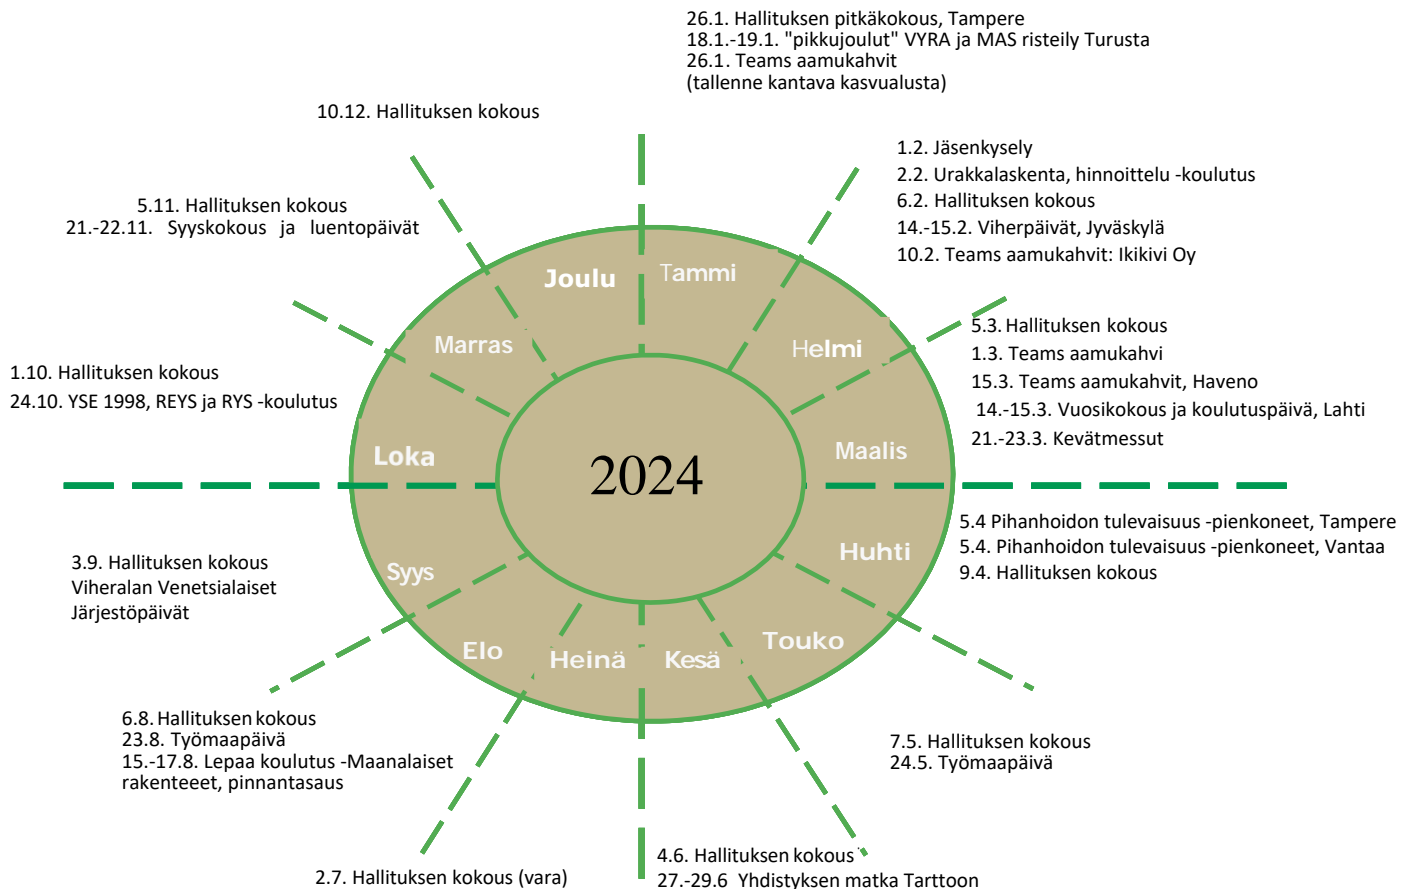 26.1. Hallituksen pitkäkokous, Tampere
18.1.-19.1. "pikkujoulut" VYRA ja MAS risteily Turusta
26.1. Teams aamukahvit
(tallenne kantava kasvualusta)
10.12. Hallituksen kokous
1.2. Jäsenkysely
2.2. Urakkalaskenta, hinnoittelu -koulutus
6.2. Hallituksen kokous
14.-15.2. Viherpäivät, Jyväskylä
10.2. Teams aamukahvit: Ikikivi Oy
5.11. Hallituksen kokous
21.-22.11. Syyskokous ja luentopäivät
Joulu
Tammi
Marras
Helmi
5.3. Hallituksen kokous
1.3. Teams aamukahvi
15.3. Teams aamukahvit, Haveno
14.-15.3. Vuosikokous ja koulutuspäivä, Lahti
21.-23.3. Kevätmessut
1.10. Hallituksen kokous
24.10. YSE 1998, REYS ja RYS -koulutus
Loka
Maalis
2024
5.4 Pihanhoidon tulevaisuus -pienkoneet, Tampere
5.4. Pihanhoidon tulevaisuus -pienkoneet, Vantaa
9.4. Hallituksen kokous
Huhti
3.9. Hallituksen kokous
Viheralan Venetsialaiset
Järjestöpäivät
Syys
Elo
Heinä
Kesä
Touko
6.8. Hallituksen kokous
23.8. Työmaapäivä
15.-17.8. Lepaa koulutus -Maanalaiset
rakenteeet, pinnantasaus
7.5. Hallituksen kokous
24.5. Työmaapäivä
2.7. Hallituksen kokous (vara)
4.6. Hallituksen kokous
27.-29.6 Yhdistyksen matka Tarttoon